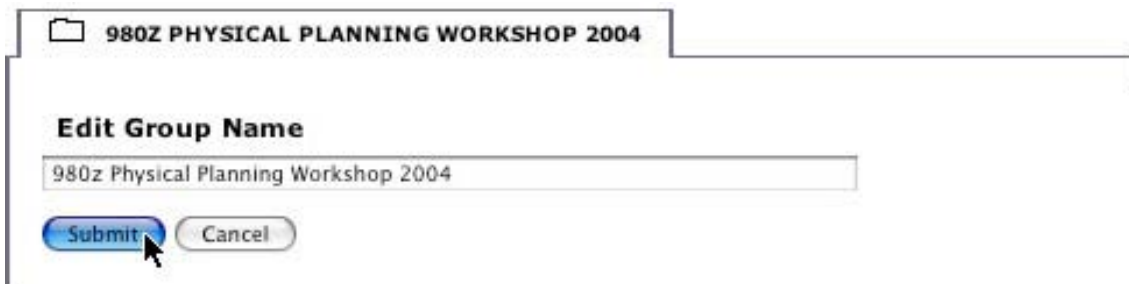 980Z PHYSICAL PLANNING WORKSHOP 2004
Edit Group Name
980z Physical Planning Workshop 2004
Submit Cancel